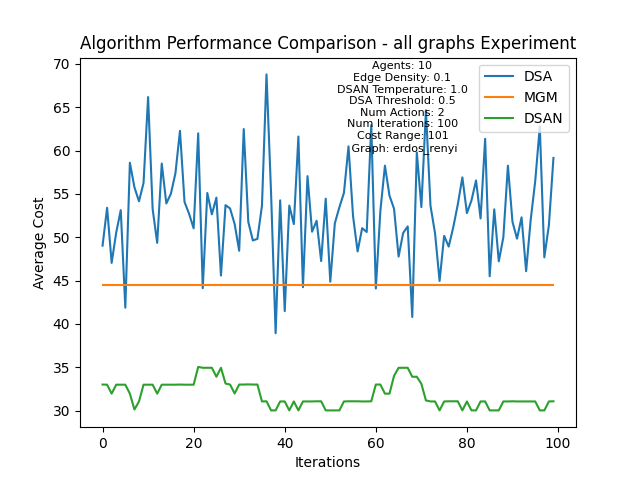 Algorithm Performance Comparison - all graphs Experiment
Agents: 10
Edge Density: 0.1
DSAN Temperature: 1.0
DSA Threshold: 0.5
Num Actions: 2
Num Iterations: 100
Cost Range: 101
Graph: erdos_renyi
DSA
MGM
DSAN
Average Cost
70
65
60
55
50
45
40
35
30
0
20
40
60
80
100
Iterations